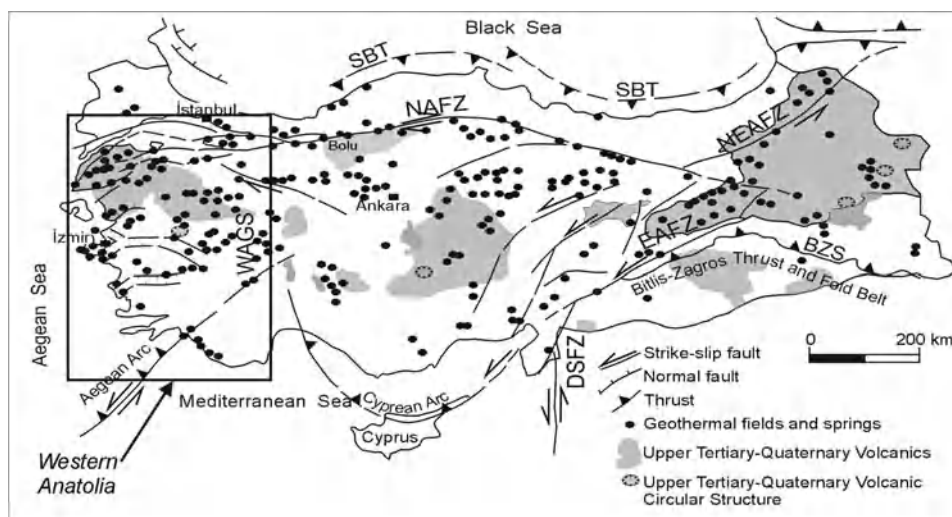 Black Sea
SBT
SBT
İstanbul
NAFZ
Bolu
NEAFZ
Ankara
EAFZ
İzmir
WAGS
BZS
Bitlis-Zagros Thrust and Fold Belt
Aegean Sea
0 200 km
Aegean Arc
DSFZ
Mediterranean Sea
Cyprean Arc
Cyprus
Western
Anatolia
Strike-slip fault
Normal fault
Thrust
Geothermal fields and springs
Upper Tertiary-Quaternary Volcanics
Upper Tertiary-Quaternary Volcanic
Circular Structure